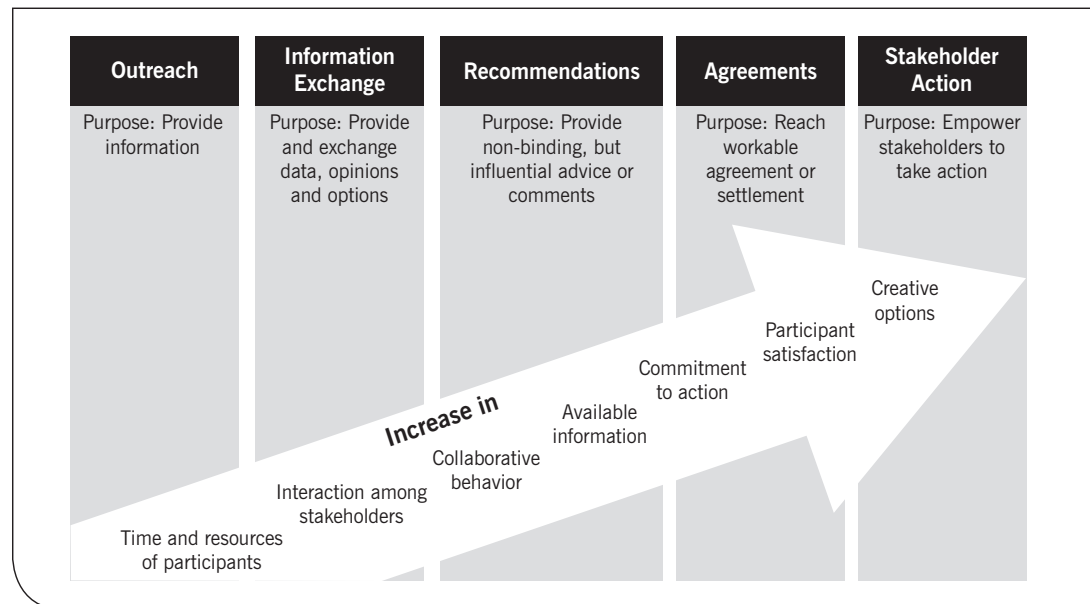 Outreach
Purpose: Provide
information
Information
Exchange
Purpose: Provide
and exchange
data, opinions
and options
Recommendations
Purpose: Provide
non-binding, but
influential advice or
comments
Agreements
Purpose: Reach
workable
agreement or
settlement
Stakeholder
Action
Purpose: Empower
stakeholders to
take action
Increase in
Time and resources
of participants
Interaction among
stakeholders
Collaborative
behavior
Available
information
Commitment
to action
Participant
satisfaction
Creative
options